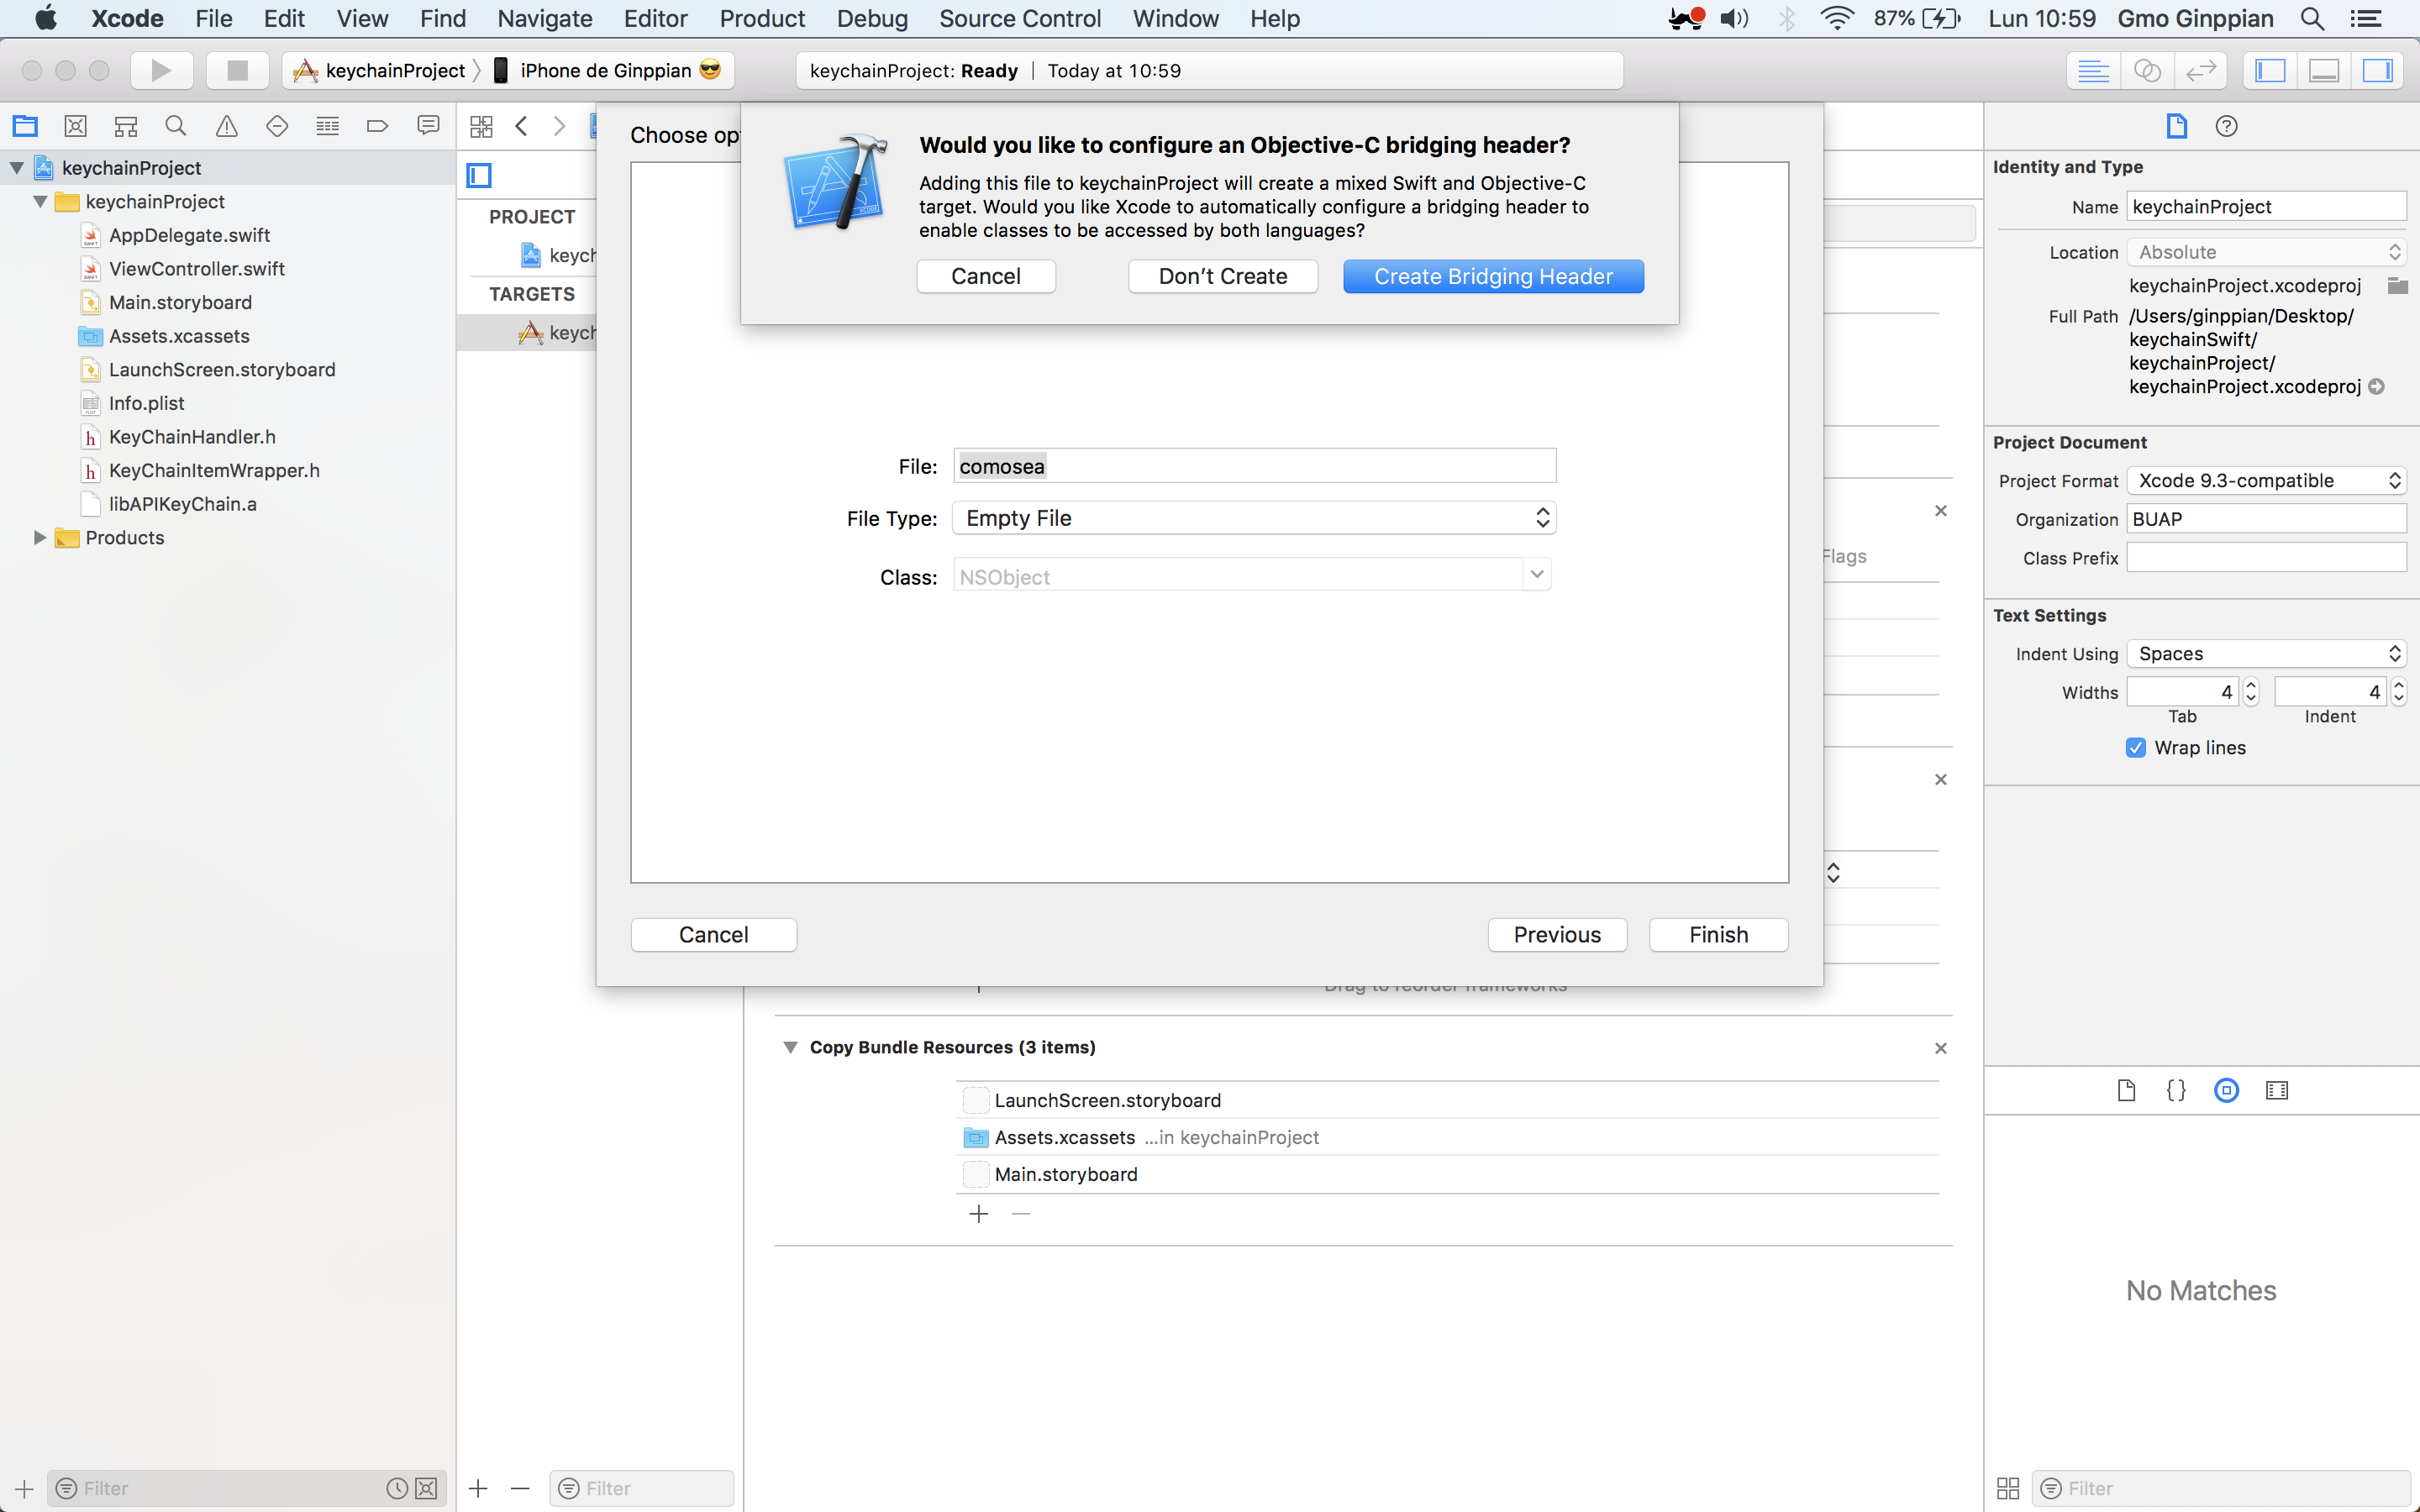 Xcode File Edit View Find Navigate Editor Product Debug Source Control Window Help 87% Lun 10:59 Gmo Ginppian
keychainProject iPhone de Ginppian 😎 keychainProject: Ready | Today at 10:59
keychainProject
keychainProject
AppDelegate.swift
ViewController.swift
Main.storyboard
Assets.xcassets
LaunchScreen.storyboard
Info.plist
KeyChainHandler.h
KeyChainItemWrapper.h
libAPIKeyChain.a
Products
Filter
PROJECT
keych
TARGETS
keych
Filter
Choose op
Would you like to configure an Objective-C bridging header?
Adding this file to keychainProject will create a mixed Swift and Objective-C
target. Would you like Xcode to automatically configure a bridging header to
enable classes to be accessed by both languages?
Cancel Don't Create Create Bridging Header
File: comosea
File Type: Empty File
Class: NSObject
Cancel Previous Finish
Flags
Drag to reorder frameworks
Copy Bundle Resources (3 items)
LaunchScreen.storyboard
Assets.xcassets ...in keychainProject
Main.storyboard
Identity and Type
Name keychainProject
Location Absolute
keychainProject.xcodeproj
Full Path /Users/ginppian/Desktop/
keychainSwift/
keychainProject/
keychainProject.xcodeproj
Project Document
Project Format Xcode 9.3-compatible
Organization BUAP
Class Prefix
Text Settings
Indent Using Spaces
Widths 4 4
Tab Indent
Wrap lines
No Matches
Filter